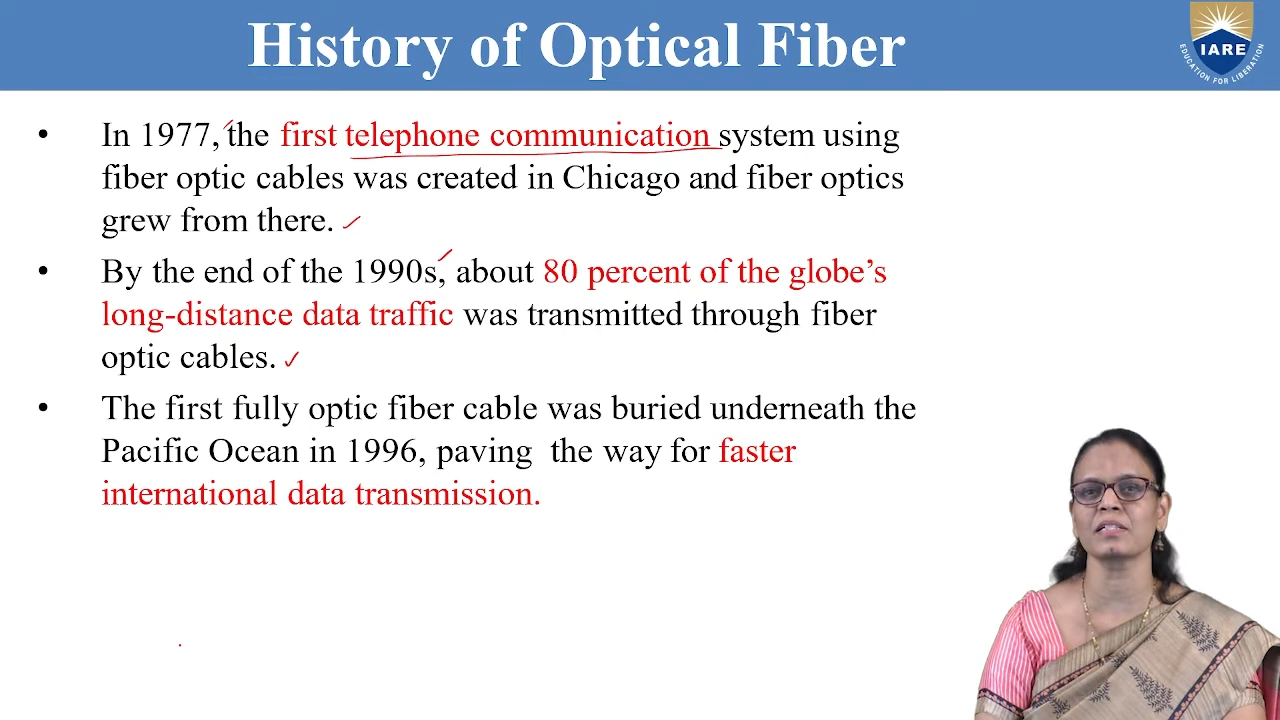 History of Optical Fiber
IARE
EDUCATION FOR LIBERATION
• In 1977, the first telephone communication system using
fiber optic cables was created in Chicago and fiber optics
grew from there.
• By the end of the 1990s, about 80 percent of the globe’s
long-distance data traffic was transmitted through fiber
optic cables.
• The first fully optic fiber cable was buried underneath the
Pacific Ocean in 1996, paving the way for faster
international data transmission.